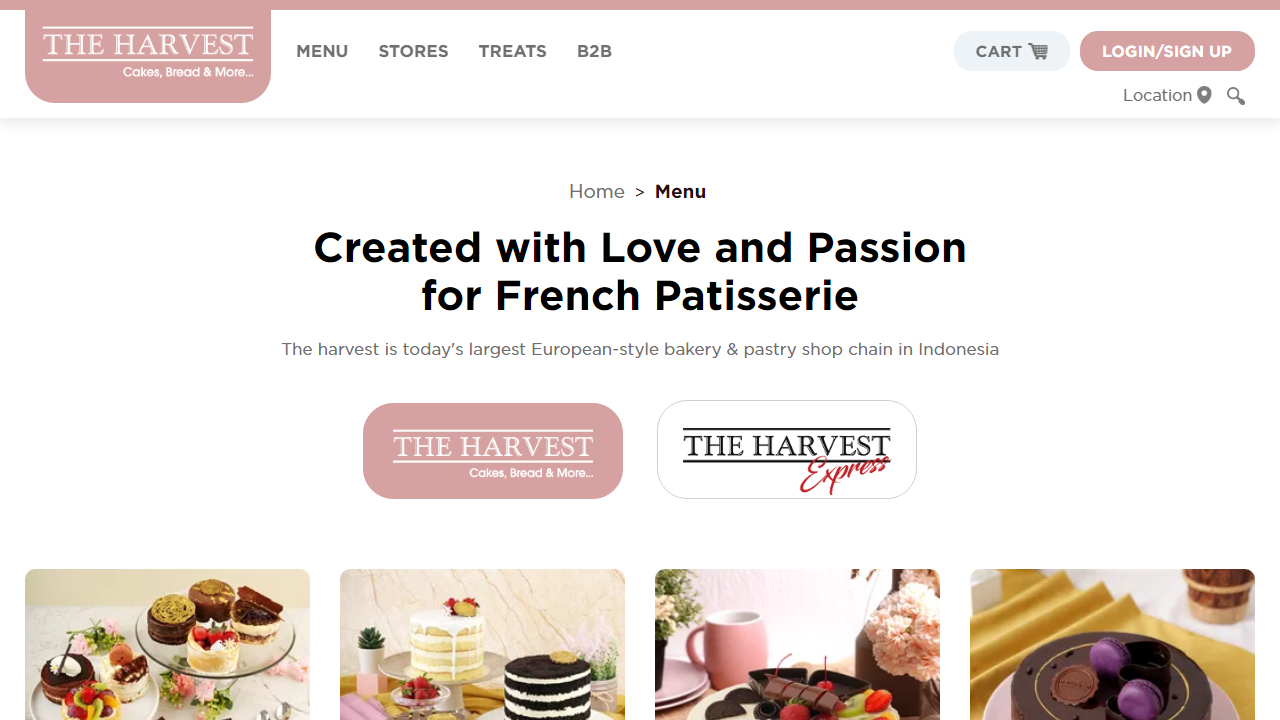 THE HARVEST
Cakes, Bread & More...
MENU STORES TREATS B2B
CART
LOGIN/SIGN UP
Location
Home > Menu
Created with Love and Passion
for French Patisserie
The harvest is today's largest European-style bakery & pastry shop chain in Indonesia
THE HARVEST
Cakes, Bread & More...
THE HARVEST
Express